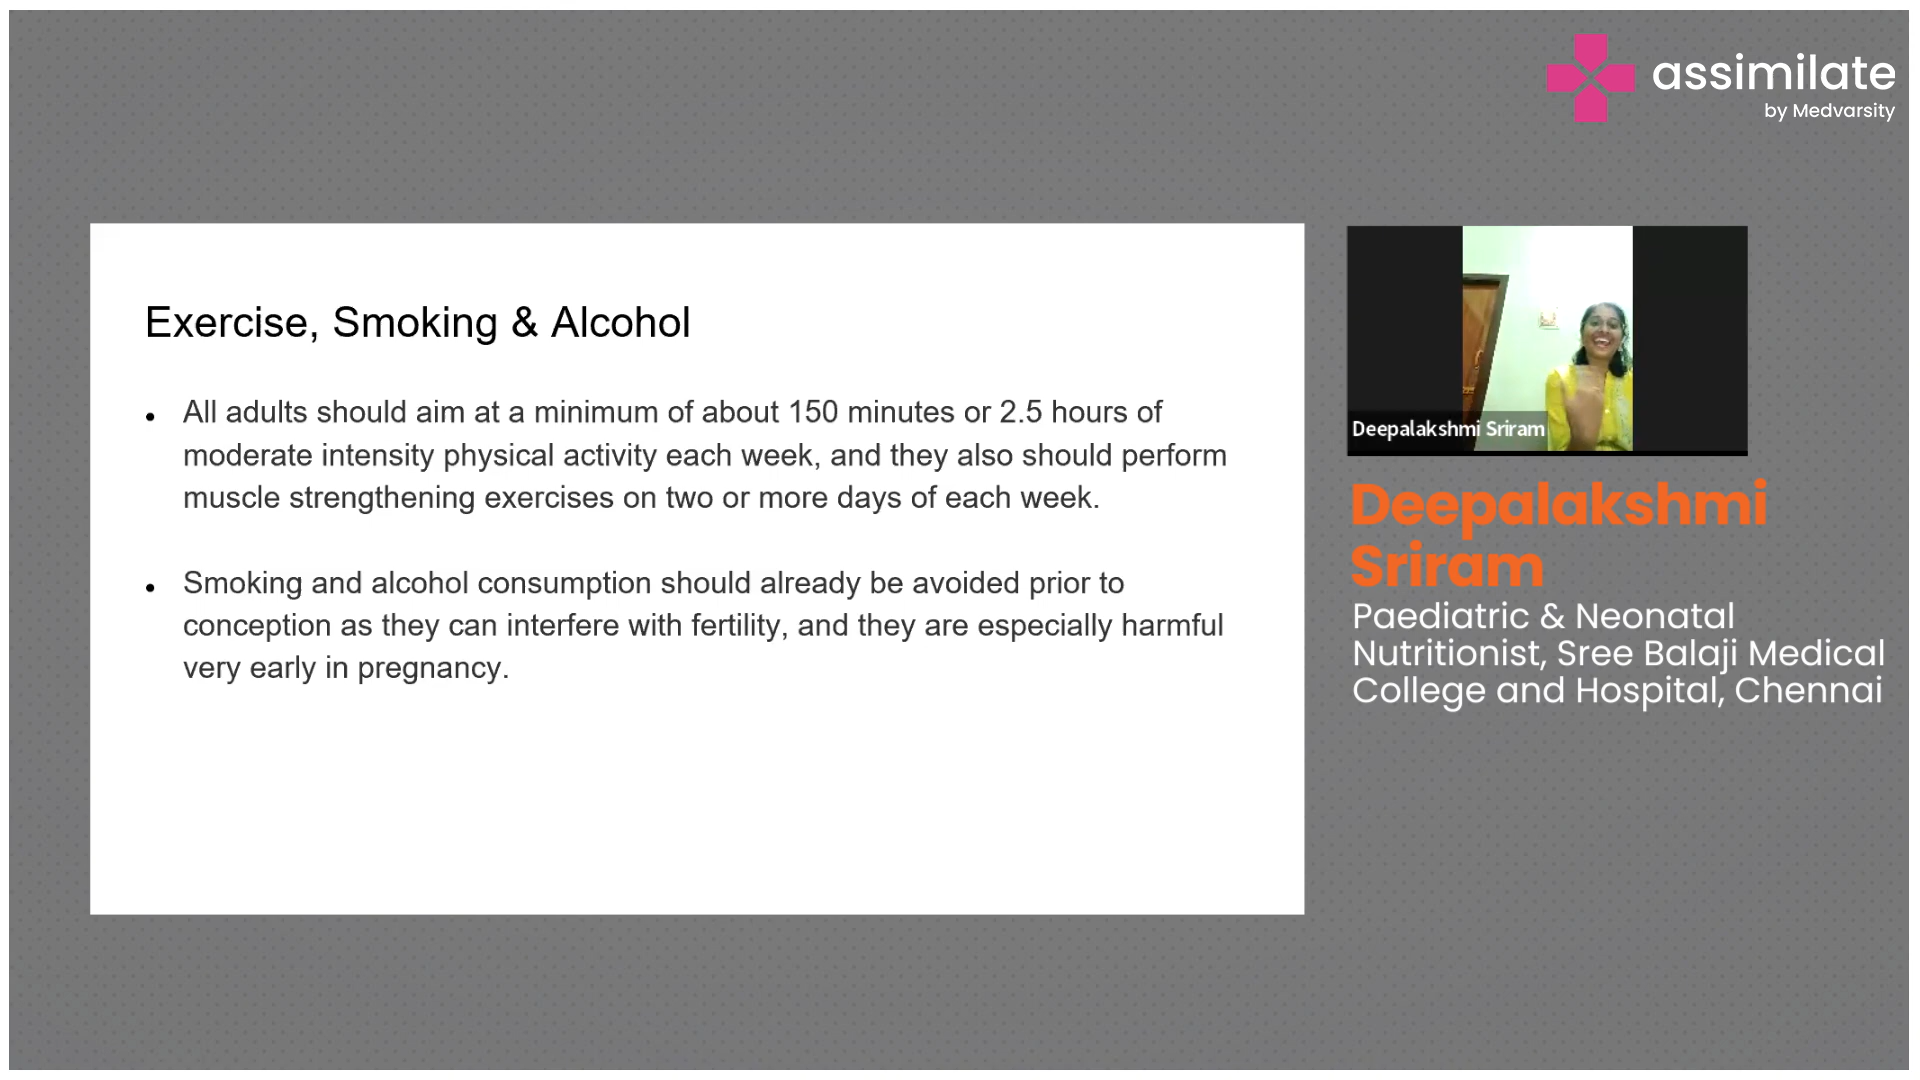 assimilate
by Medvarsity
Exercise, Smoking & Alcohol
• All adults should aim at a minimum of about 150 minutes or 2.5 hours of
moderate intensity physical activity each week, and they also should perform
muscle strengthening exercises on two or more days of each week.
• Smoking and alcohol consumption should already be avoided prior to
conception as they can interfere with fertility, and they are especially harmful
very early in pregnancy.
Deepalakshmi Sriram
Deepalakshmi
Sriram
Paediatric & Neonatal
Nutritionist, Sree Balaji Medical
College and Hospital, Chennai